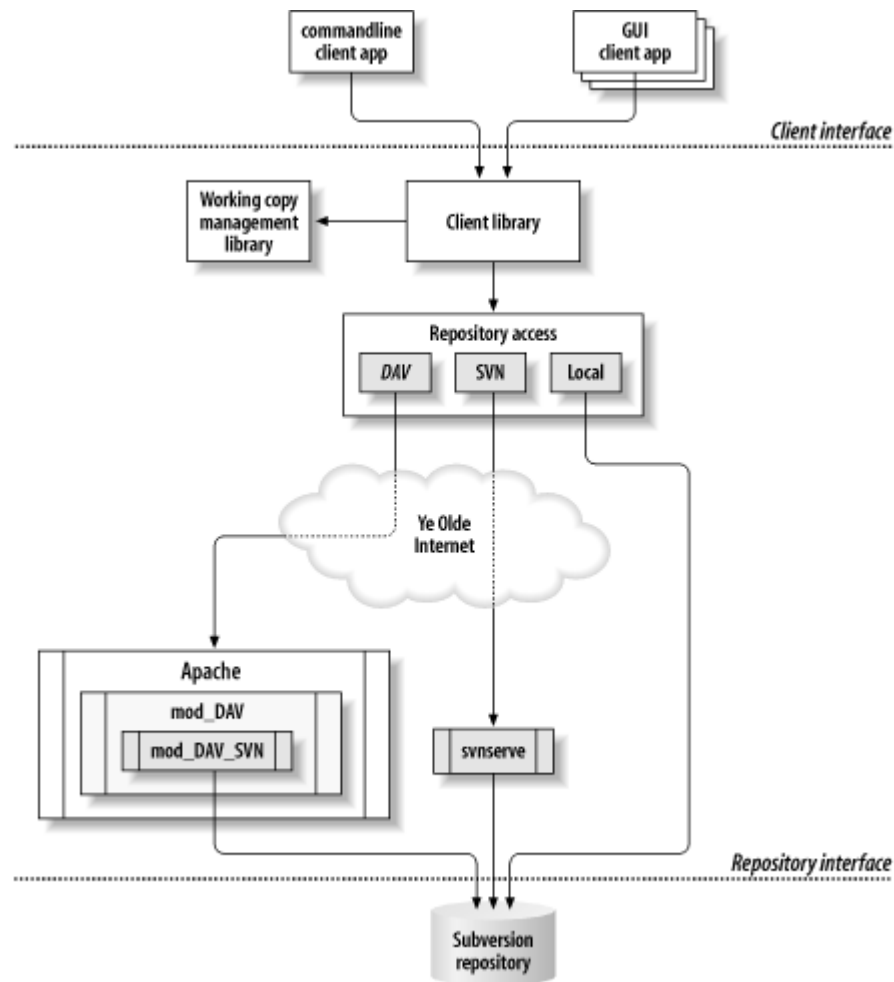 commandline
client app
GUI
client app
Client interface
Working copy
management
library
Client library
Repository access
DAV
SVN
Local
Ye Olde
Internet
Apache
mod_DAV
mod_DAV_SVN
svnserve
Repository interface
Subversion
repository